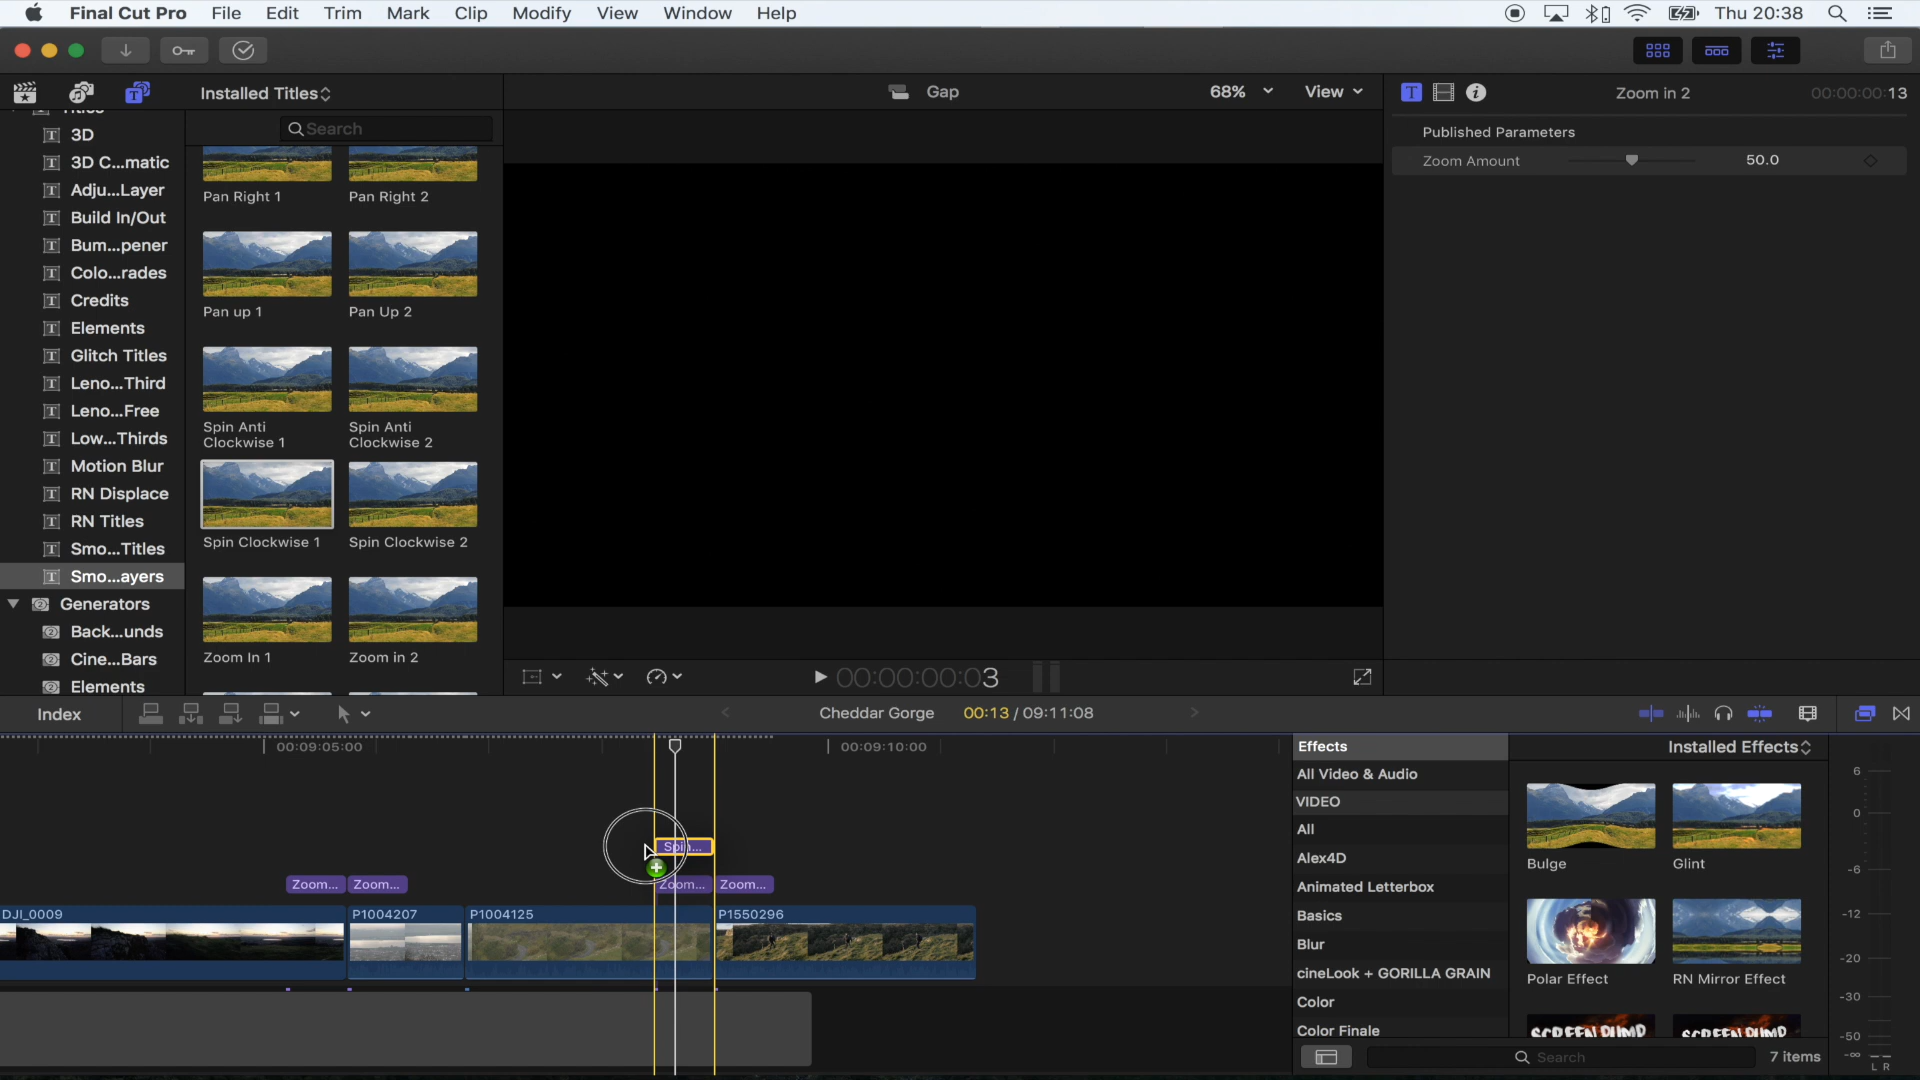 Final Cut Pro File Edit Trim Mark Clip Modify View Window Help Thu 20:38
Installed Titles Gap 68% View T i Zoom in 2 00:00:00:13
Search
Published Parameters
Zoom Amount 50.0
3D
3D C...matic
Adju...Layer
Build In/Out
Bum...pener
Colo...rades
Credits
Elements
Glitch Titles
Leno...Third
Leno...Free
Low...Thirds
Motion Blur
RN Displace
RN Titles
Smo...Titles
Smo...ayers
Generators
Back...unds
Cine...Bars
Elements
Pan Right 1 Pan Right 2
Pan up 1 Pan Up 2
Spin Anti Spin Anti
Clockwise 1 Clockwise 2
Spin Clockwise 1 Spin Clockwise 2
Zoom In 1 Zoom in 2
00:00:00:03
Index Cheddar Gorge 00:13 / 09:11:08
00:09:05:00 00:09:10:00
Spin...
Zoom... Zoom... Zoom... Zoom...
DJI_0009 P1004207 P1004125 P1550296
Effects Installed Effects
All Video & Audio
VIDEO
All
Alex4D
Animated Letterbox
Basics
Blur
cineLook + GORILLA GRAIN
Color
Color Finale
Bulge Glint
Polar Effect RN Mirror Effect
SCREEN PUMP SCREEN PUMP
Search 7 items
6
0
-6
-12
-20
-30
-50
-∞
L R